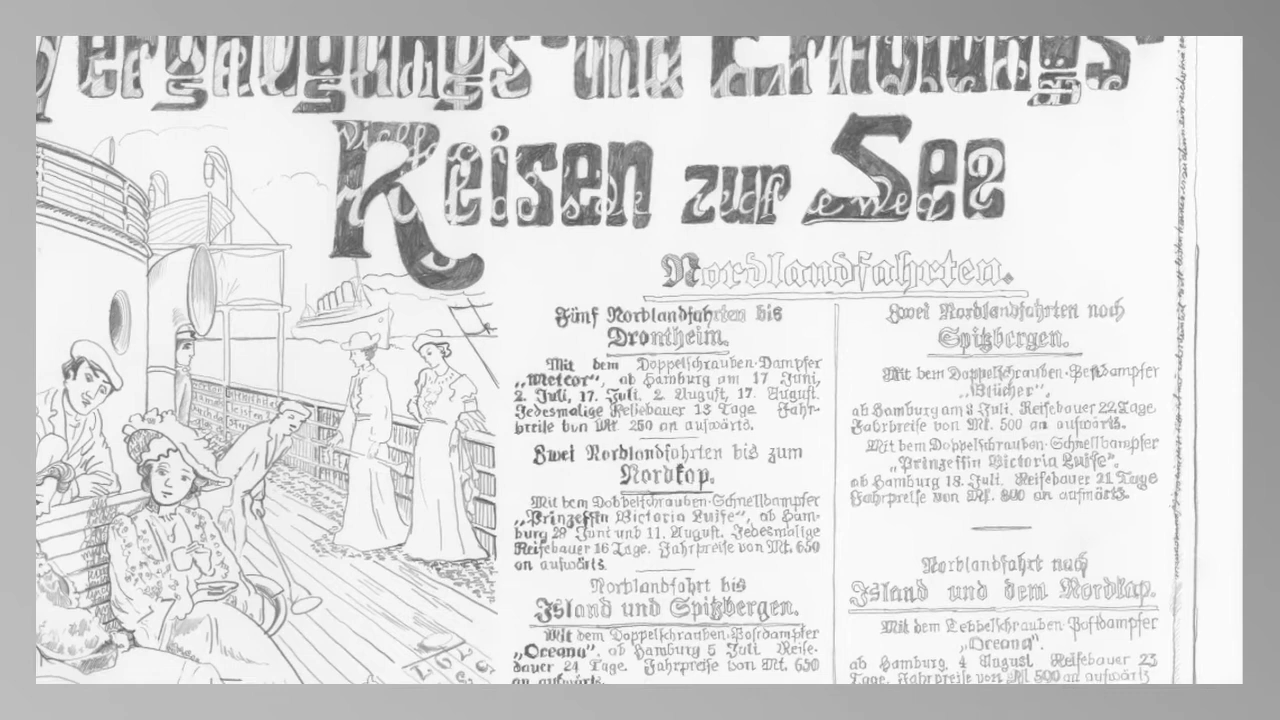 Vergnügungs- und Erholungs-
Reisen zur See
Nordlandfahrten.
Fünf Nordlandfahrten bis
Drontheim.
Mit dem Doppelschrauben-Dampfer
„Meteor“, ab Hamburg am 17 Juni,
2. Juli, 17. Juli, 2. August, 17. August.
Jedesmalige Reisedauer 13 Tage. Fahr-
preise von Mk. 250 an aufwärts.
Zwei Nordlandfahrten bis zum
Nordkap.
Mit dem Doppelschrauben-Schnelldampfer
„Prinzessin Victoria Luise“, ab Ham-
burg 29 Juni und 11. August. Jedesmalige
Reisedauer 16 Tage. Fahrpreise von Mk. 650
an aufwärts.
Nordlandfahrt bis
Island und Spitzbergen.
Mit dem Doppelschrauben-Postdampfer
„Oceana“, ab Hamburg 5 Juli. Reise-
dauer 24 Tage. Fahrpreise von Mk. 650
an aufwärts.
Zwei Nordlandfahrten nach
Spitzbergen.
Mit dem Doppelschrauben-Postdampfer
„Blücher“,
ab Hamburg am 8 Juli. Reisedauer 22 Tage.
Fahrpreise von Mk. 500 an aufwärts.
Mit dem Doppelschrauben-Schnelldampfer
„Prinzessin Victoria Luise“.
ab Hamburg 18. Juli. Reisedauer 21 Tage
Fahrpreise von Mk. 800 an aufwärts.
Nordlandfahrt nach
Island und dem Nordkap.
Mit dem Doppelschrauben-Postdampfer
„Oceana“.
ab Hamburg 4 August Reisedauer 23
Tage. Fahrpreise von Mk 500 an aufwärts